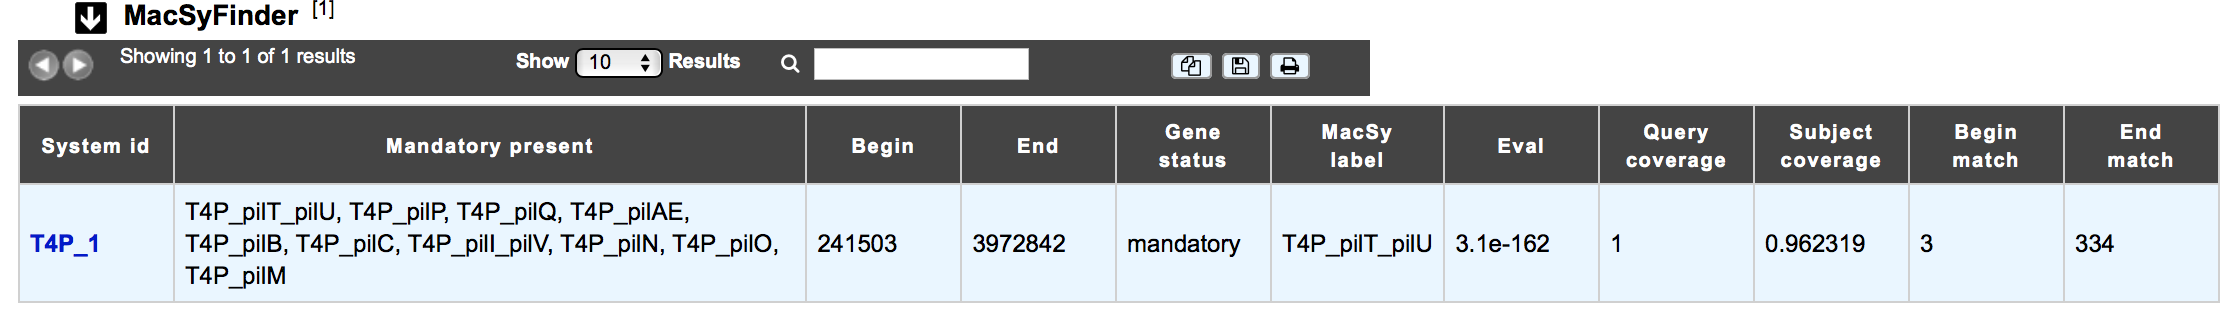 MacSyFinder [1]
Showing 1 to 1 of 1 results Show 10 Results
System id Mandatory present Begin End Gene status MacSy label Eval Query coverage Subject coverage Begin match End match
T4P_1 T4P_pilT_pilU, T4P_pilP, T4P_pilQ, T4P_pilAE,
T4P_pilB, T4P_pilC, T4P_pilI_pilV, T4P_pilN, T4P_pilO,
T4P_pilM
241503 3972842 mandatory T4P_pilT_pilU 3.1e-162 1 0.962319 3 334